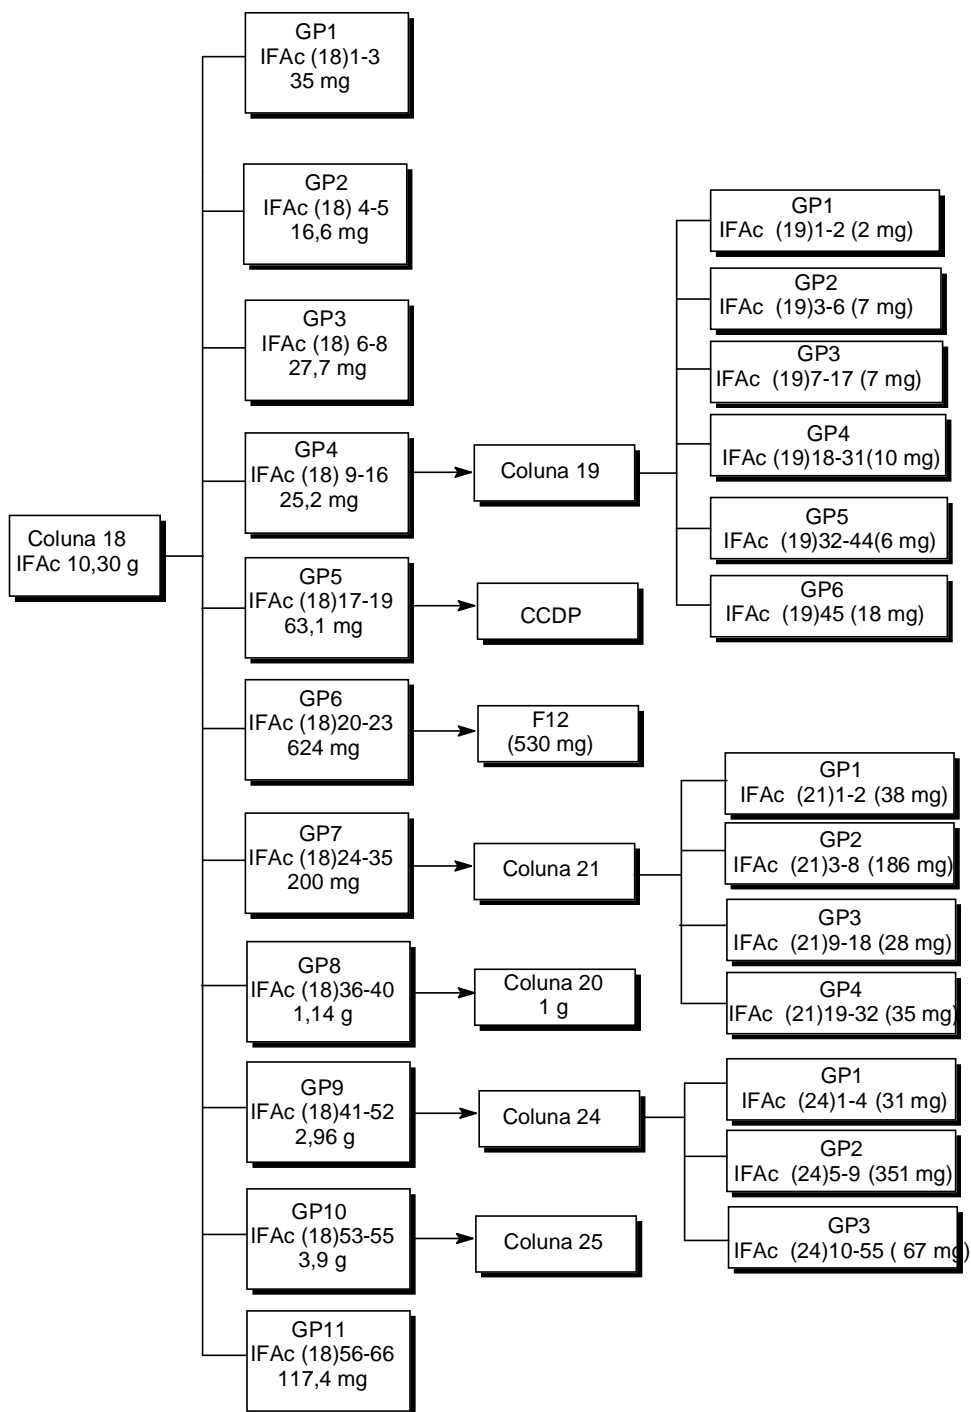 Coluna 18
IFAc 10,30 g
GP1
IFAc (18)1-3
35 mg
GP2
IFAc (18) 4-5
16,6 mg
GP3
IFAc (18) 6-8
27,7 mg
GP4
IFAc (18) 9-16
25,2 mg
GP5
IFAc (18)17-19
63,1 mg
GP6
IFAc (18)20-23
624 mg
GP7
IFAc (18)24-35
200 mg
GP8
IFAc (18)36-40
1,14 g
GP9
IFAc (18)41-52
2,96 g
GP10
IFAc (18)53-55
3,9 g
GP11
IFAc (18)56-66
117,4 mg
Coluna 19
CCDP
F12
(530 mg)
Coluna 21
Coluna 20
1 g
Coluna 24
Coluna 25
GP1
IFAc (19)1-2 (2 mg)
GP2
IFAc (19)3-6 (7 mg)
GP3
IFAc (19)7-17 (7 mg)
GP4
IFAc (19)18-31(10 mg)
GP5
IFAc (19)32-44(6 mg)
GP6
IFAc (19)45 (18 mg)
GP1
IFAc (21)1-2 (38 mg)
GP2
IFAc (21)3-8 (186 mg)
GP3
IFAc (21)9-18 (28 mg)
GP4
IFAc (21)19-32 (35 mg)
GP1
IFAc (24)1-4 (31 mg)
GP2
IFAc (24)5-9 (351 mg)
GP3
IFAc (24)10-55 ( 67 mg)